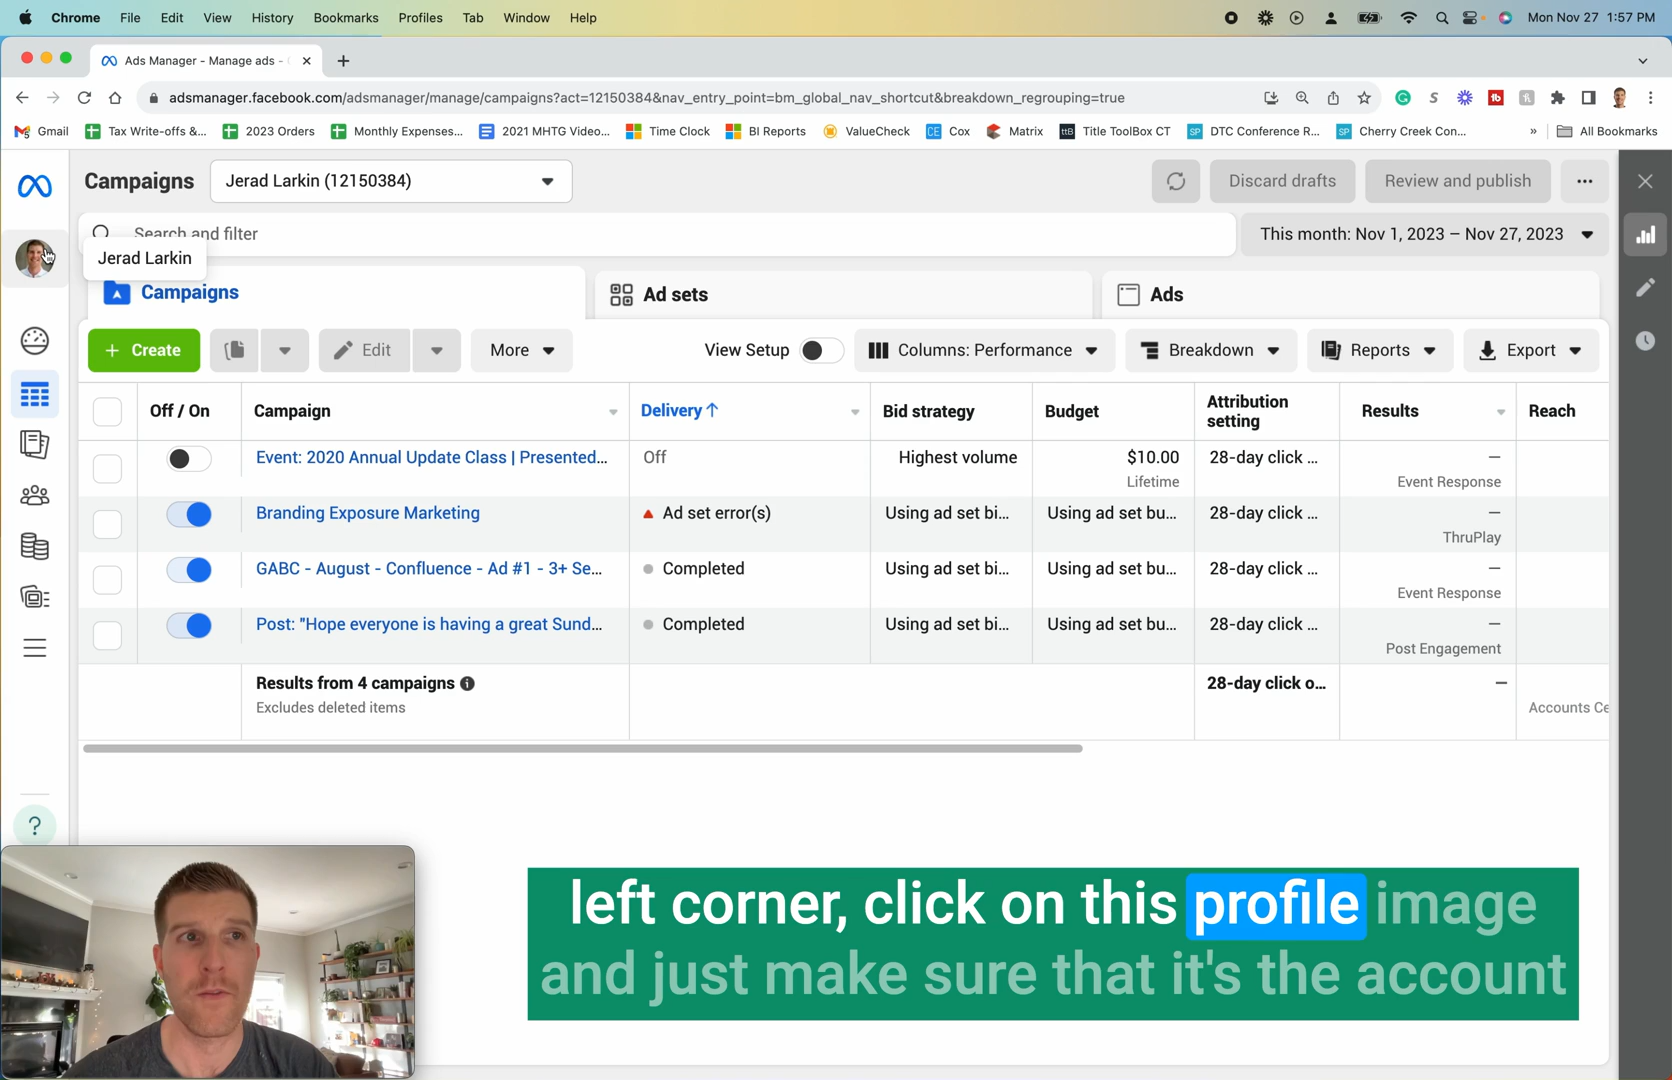 Chrome File Edit View History Bookmarks Profiles Tab Window Help Mon Nov 27 1:57 PM
Ads Manager - Manage ads -
adsmanager.facebook.com/adsmanager/manage/campaigns?act=12150384&nav_entry_point=bm_global_nav_shortcut&breakdown_regrouping=true
Gmail Tax Write-offs &... 2023 Orders Monthly Expenses... 2021 MHTG Video... Time Clock BI Reports ValueCheck CE Cox Matrix ttB Title ToolBox CT SP DTC Conference R... SP Cherry Creek Con... » All Bookmarks
Campaigns Jerad Larkin (12150384) Discard drafts Review and publish ...
Search and filter This month: Nov 1, 2023 – Nov 27, 2023
Jerad Larkin
Campaigns Ad sets Ads
+ Create Edit More View Setup Columns: Performance Breakdown Reports Export
Off / On Campaign Delivery ↑ Bid strategy Budget Attribution setting Results Reach
Event: 2020 Annual Update Class | Presented... Off Highest volume $10.00 28-day click ... —
Lifetime Event Response
Branding Exposure Marketing Ad set error(s) Using ad set bi... Using ad set bu... 28-day click ... —
ThruPlay
GABC - August - Confluence - Ad #1 - 3+ Se... Completed Using ad set bi... Using ad set bu... 28-day click ... —
Event Response
Post: "Hope everyone is having a great Sund... Completed Using ad set bi... Using ad set bu... 28-day click ... —
Post Engagement
Results from 4 campaigns 28-day click o... —
Excludes deleted items Accounts Ce
?
left corner, click on this profile image
and just make sure that it's the account